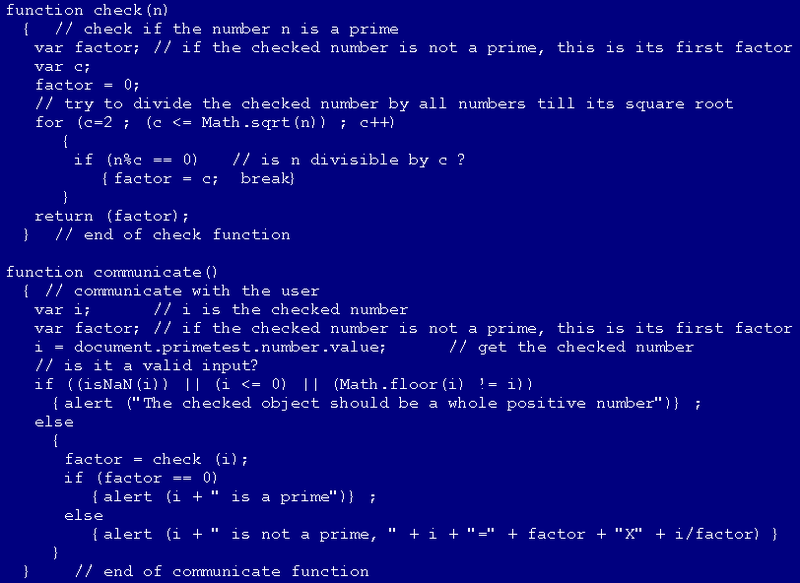 function check(n)
{ // check if the number n is a prime
var factor; // if the checked number is not a prime, this is its first factor
var c;
factor = 0;
// try to divide the checked number by all numbers till its square root
for (c=2 ; (c <= Math.sqrt(n)) ; c++)
{
if (n%c == 0) // is n divisible by c ?
{factor = c; break}
}
return (factor);
} // end of check function
function communicate()
{ // communicate with the user
var i; // i is the checked number
var factor; // if the checked number is not a prime, this is its first factor
i = document.primetest.number.value; // get the checked number
// is it a valid input?
if ((isNaN(i)) || (i <= 0) || (Math.floor(i) != i))
{alert ("The checked object should be a whole positive number")} ;
else
{
factor = check (i);
if (factor == 0)
{alert (i + " is a prime")} ;
else
{alert (i + " is not a prime, " + i + "=" + factor + "X" + i/factor) }
}
} // end of communicate function